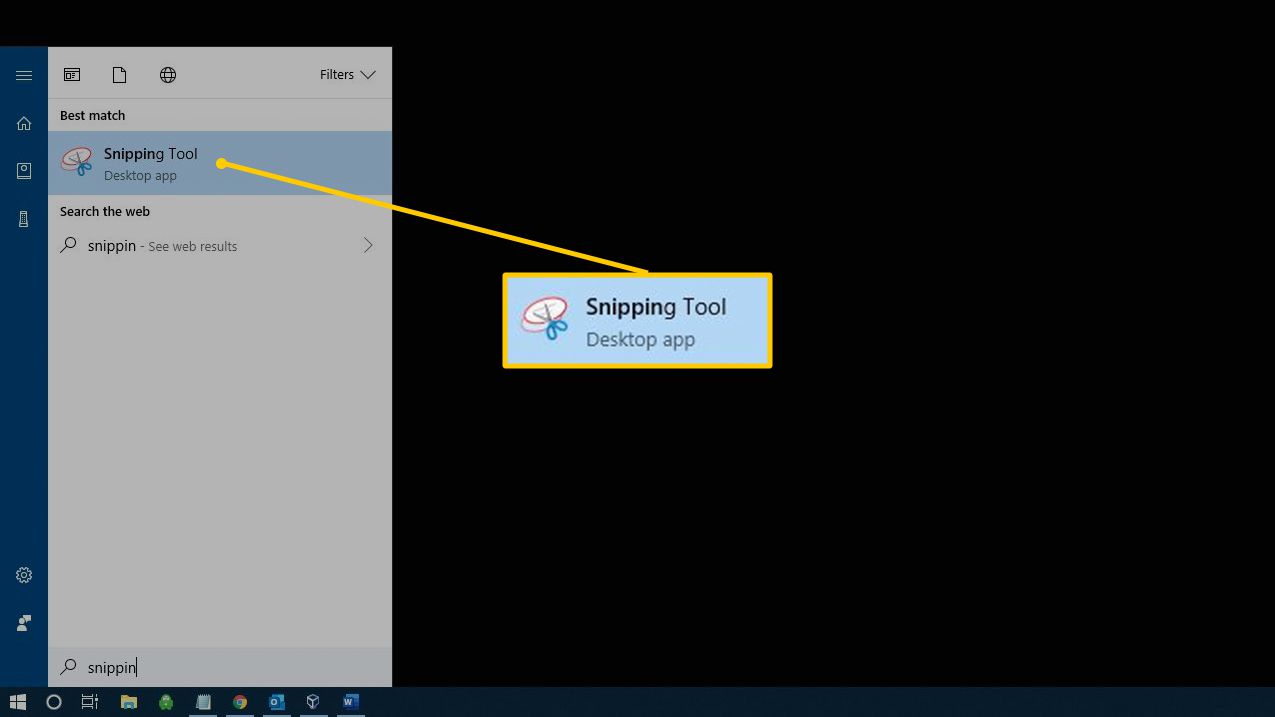 Filters
Best match
Snipping Tool
Desktop app
Search the web
snippin - See web results
Snipping Tool
Desktop app
snippin